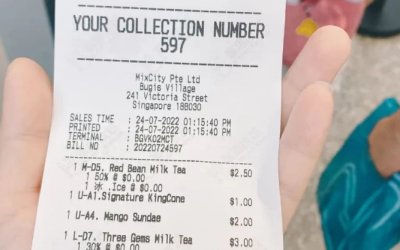 YOUR COLLECTION NUMBER
597
MixCity Pte Ltd
Bugis Village
241 Victoria Street
Singapore 18B030
SALES TIME : 24-07-2022 01:15:40 PM
PRINTED : 24-07-2022 01:15:40 PM
TERMINAL : BGVK02MCT
BILL NO : 20220724597
1 M-D5. Red Bean Milk Tea $2.50
1 50% @ $0.00
1 冰 .Ice @ $0.00
1 U-A1.Signature KingCone $1.00
1 U-A4. Mango Sundae $2.00
1 L-D7. Three Gems Milk Tea $3.00
1 30% @ $0.00